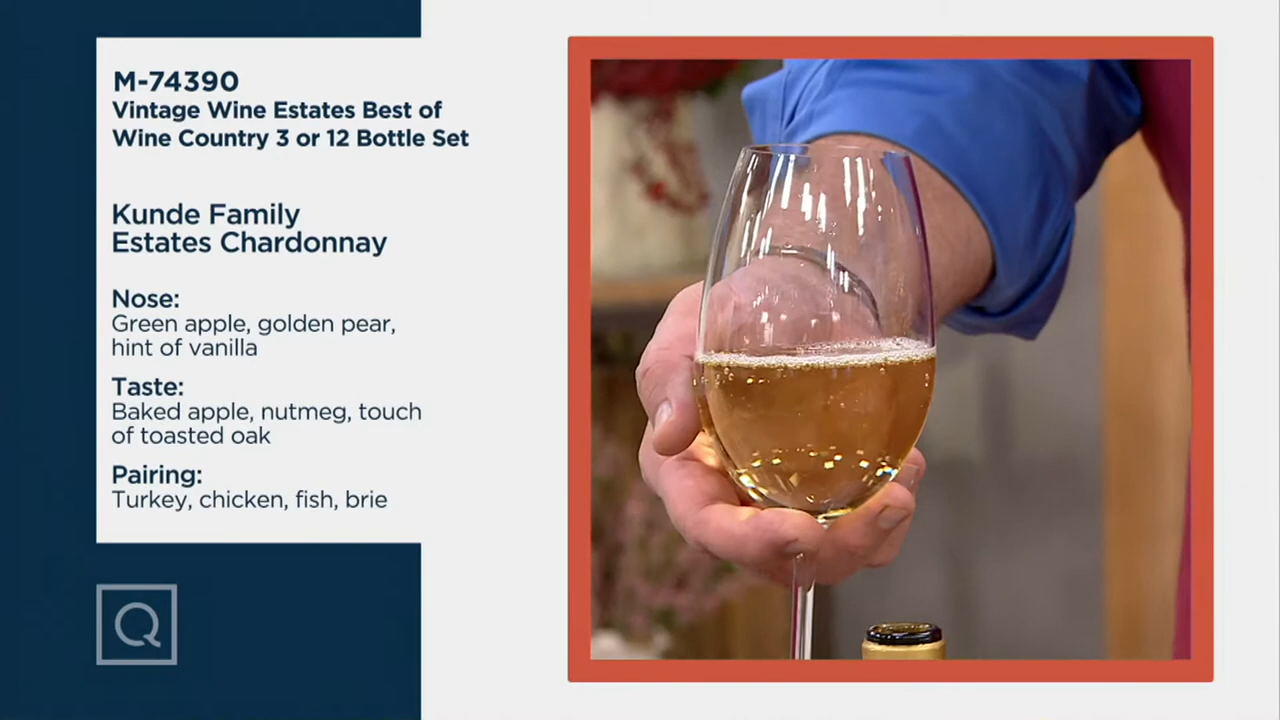 M-74390
Vintage Wine Estates Best of
Wine Country 3 or 12 Bottle Set
Kunde Family
Estates Chardonnay
Nose:
Green apple, golden pear,
hint of vanilla
Taste:
Baked apple, nutmeg, touch
of toasted oak
Pairing:
Turkey, chicken, fish, brie
Q